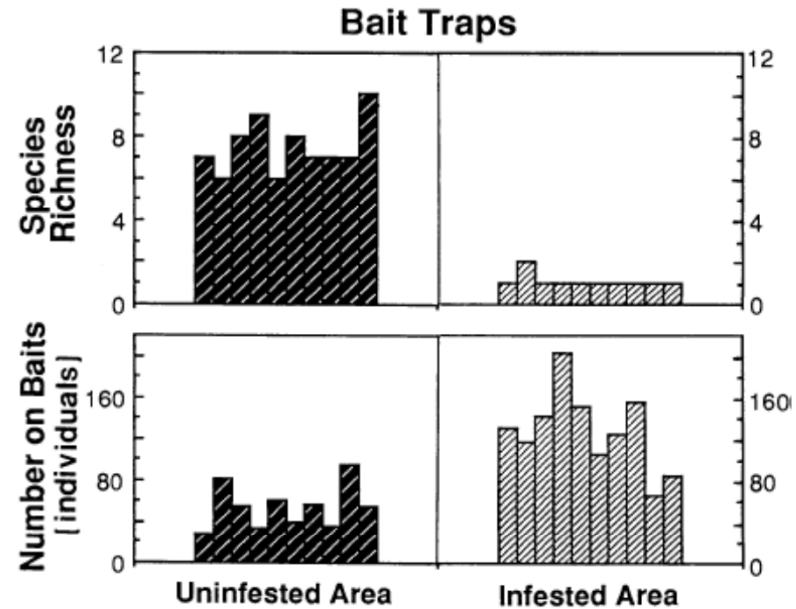 Bait Traps
Species
Richness
12
8
4
0
12
8
4
0
Number on Baits
[individuals]
160
80
0
160
80
0
Uninfested Area
Infested Area